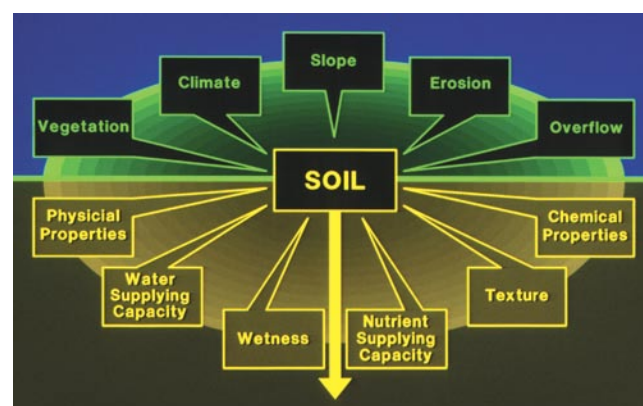 Slope
Climate
Erosion
Vegetation
Overflow
SOIL
Physicial
Properties
Chemical
Properties
Water
Supplying
Capacity
Texture
Wetness
Nutrient
Supplying
Capacity